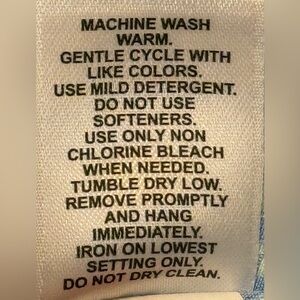 MACHINE WASH
WARM.
GENTLE CYCLE WITH
LIKE COLORS.
USE MILD DETERGENT.
DO NOT USE
SOFTENERS.
USE ONLY NON
CHLORINE BLEACH
WHEN NEEDED.
TUMBLE DRY LOW.
REMOVE PROMPTLY
AND HANG
IMMEDIATELY.
IRON ON LOWEST
SETTING ONLY.
DO NOT DRY CLEAN.